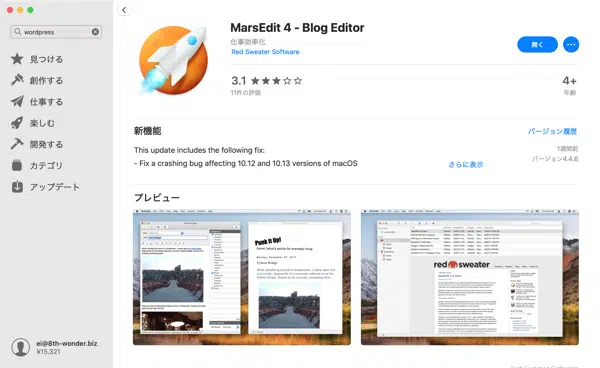 wordpress
見つける
創作する
仕事する
楽しむ
開発する
カテゴリ
アップデート
ei@8th-wonder.biz
¥15,321
MarsEdit 4 - Blog Editor
仕事効率化
Red Sweater Software
開く
3.1
11件の評価
4+
年齢
新機能
バージョン履歴
This update includes the following fix:
- Fix a crashing bug affecting 10.12 and 10.13 versions of macOS
さらに表示
1週間前
バージョン4.4.6
プレビュー
Punk It Up!
red sweater
Red Sweater Software